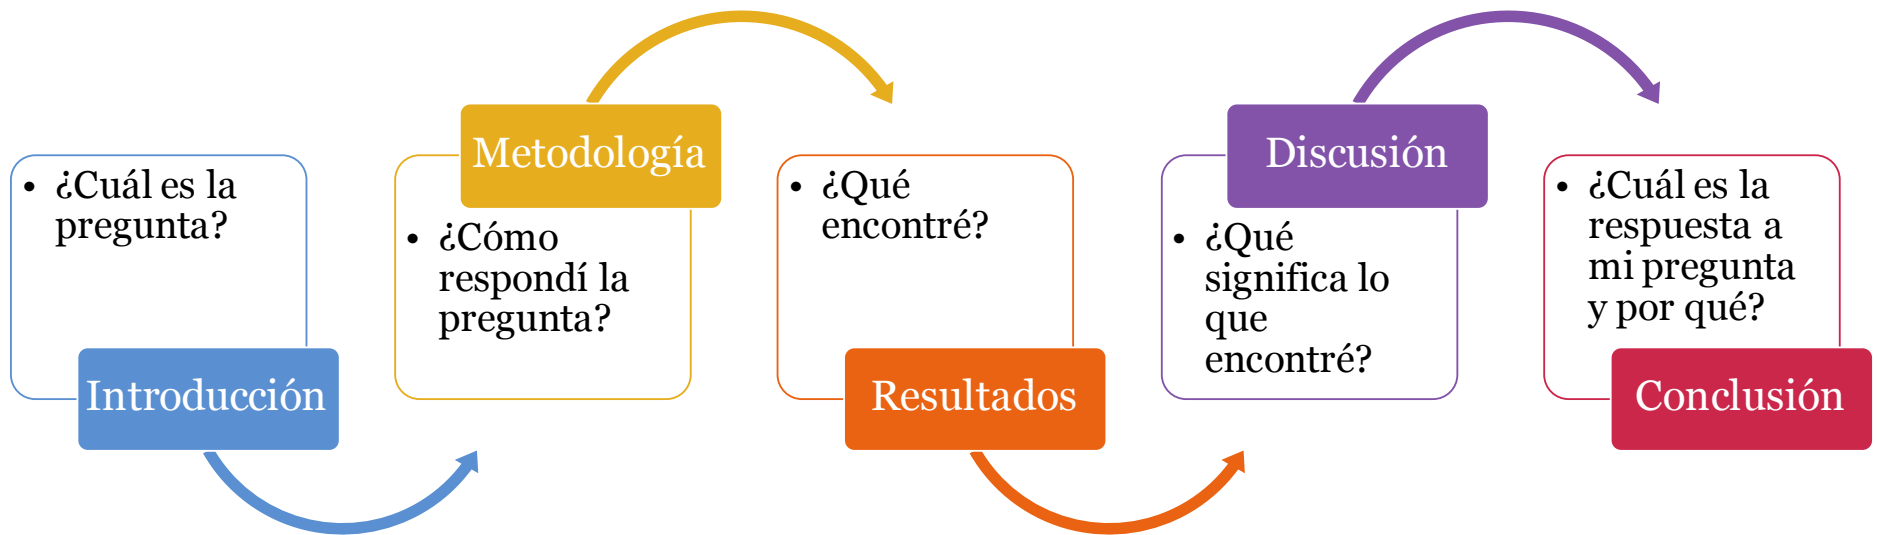 • ¿Cuál es la
pregunta?
Introducción
Metodología
• ¿Cómo
respondí la
pregunta?
• ¿Qué
encontré?
Resultados
Discusión
• ¿Qué
significa lo
que
encontré?
• ¿Cuál es la
respuesta a
mi pregunta
y por qué?
Conclusión